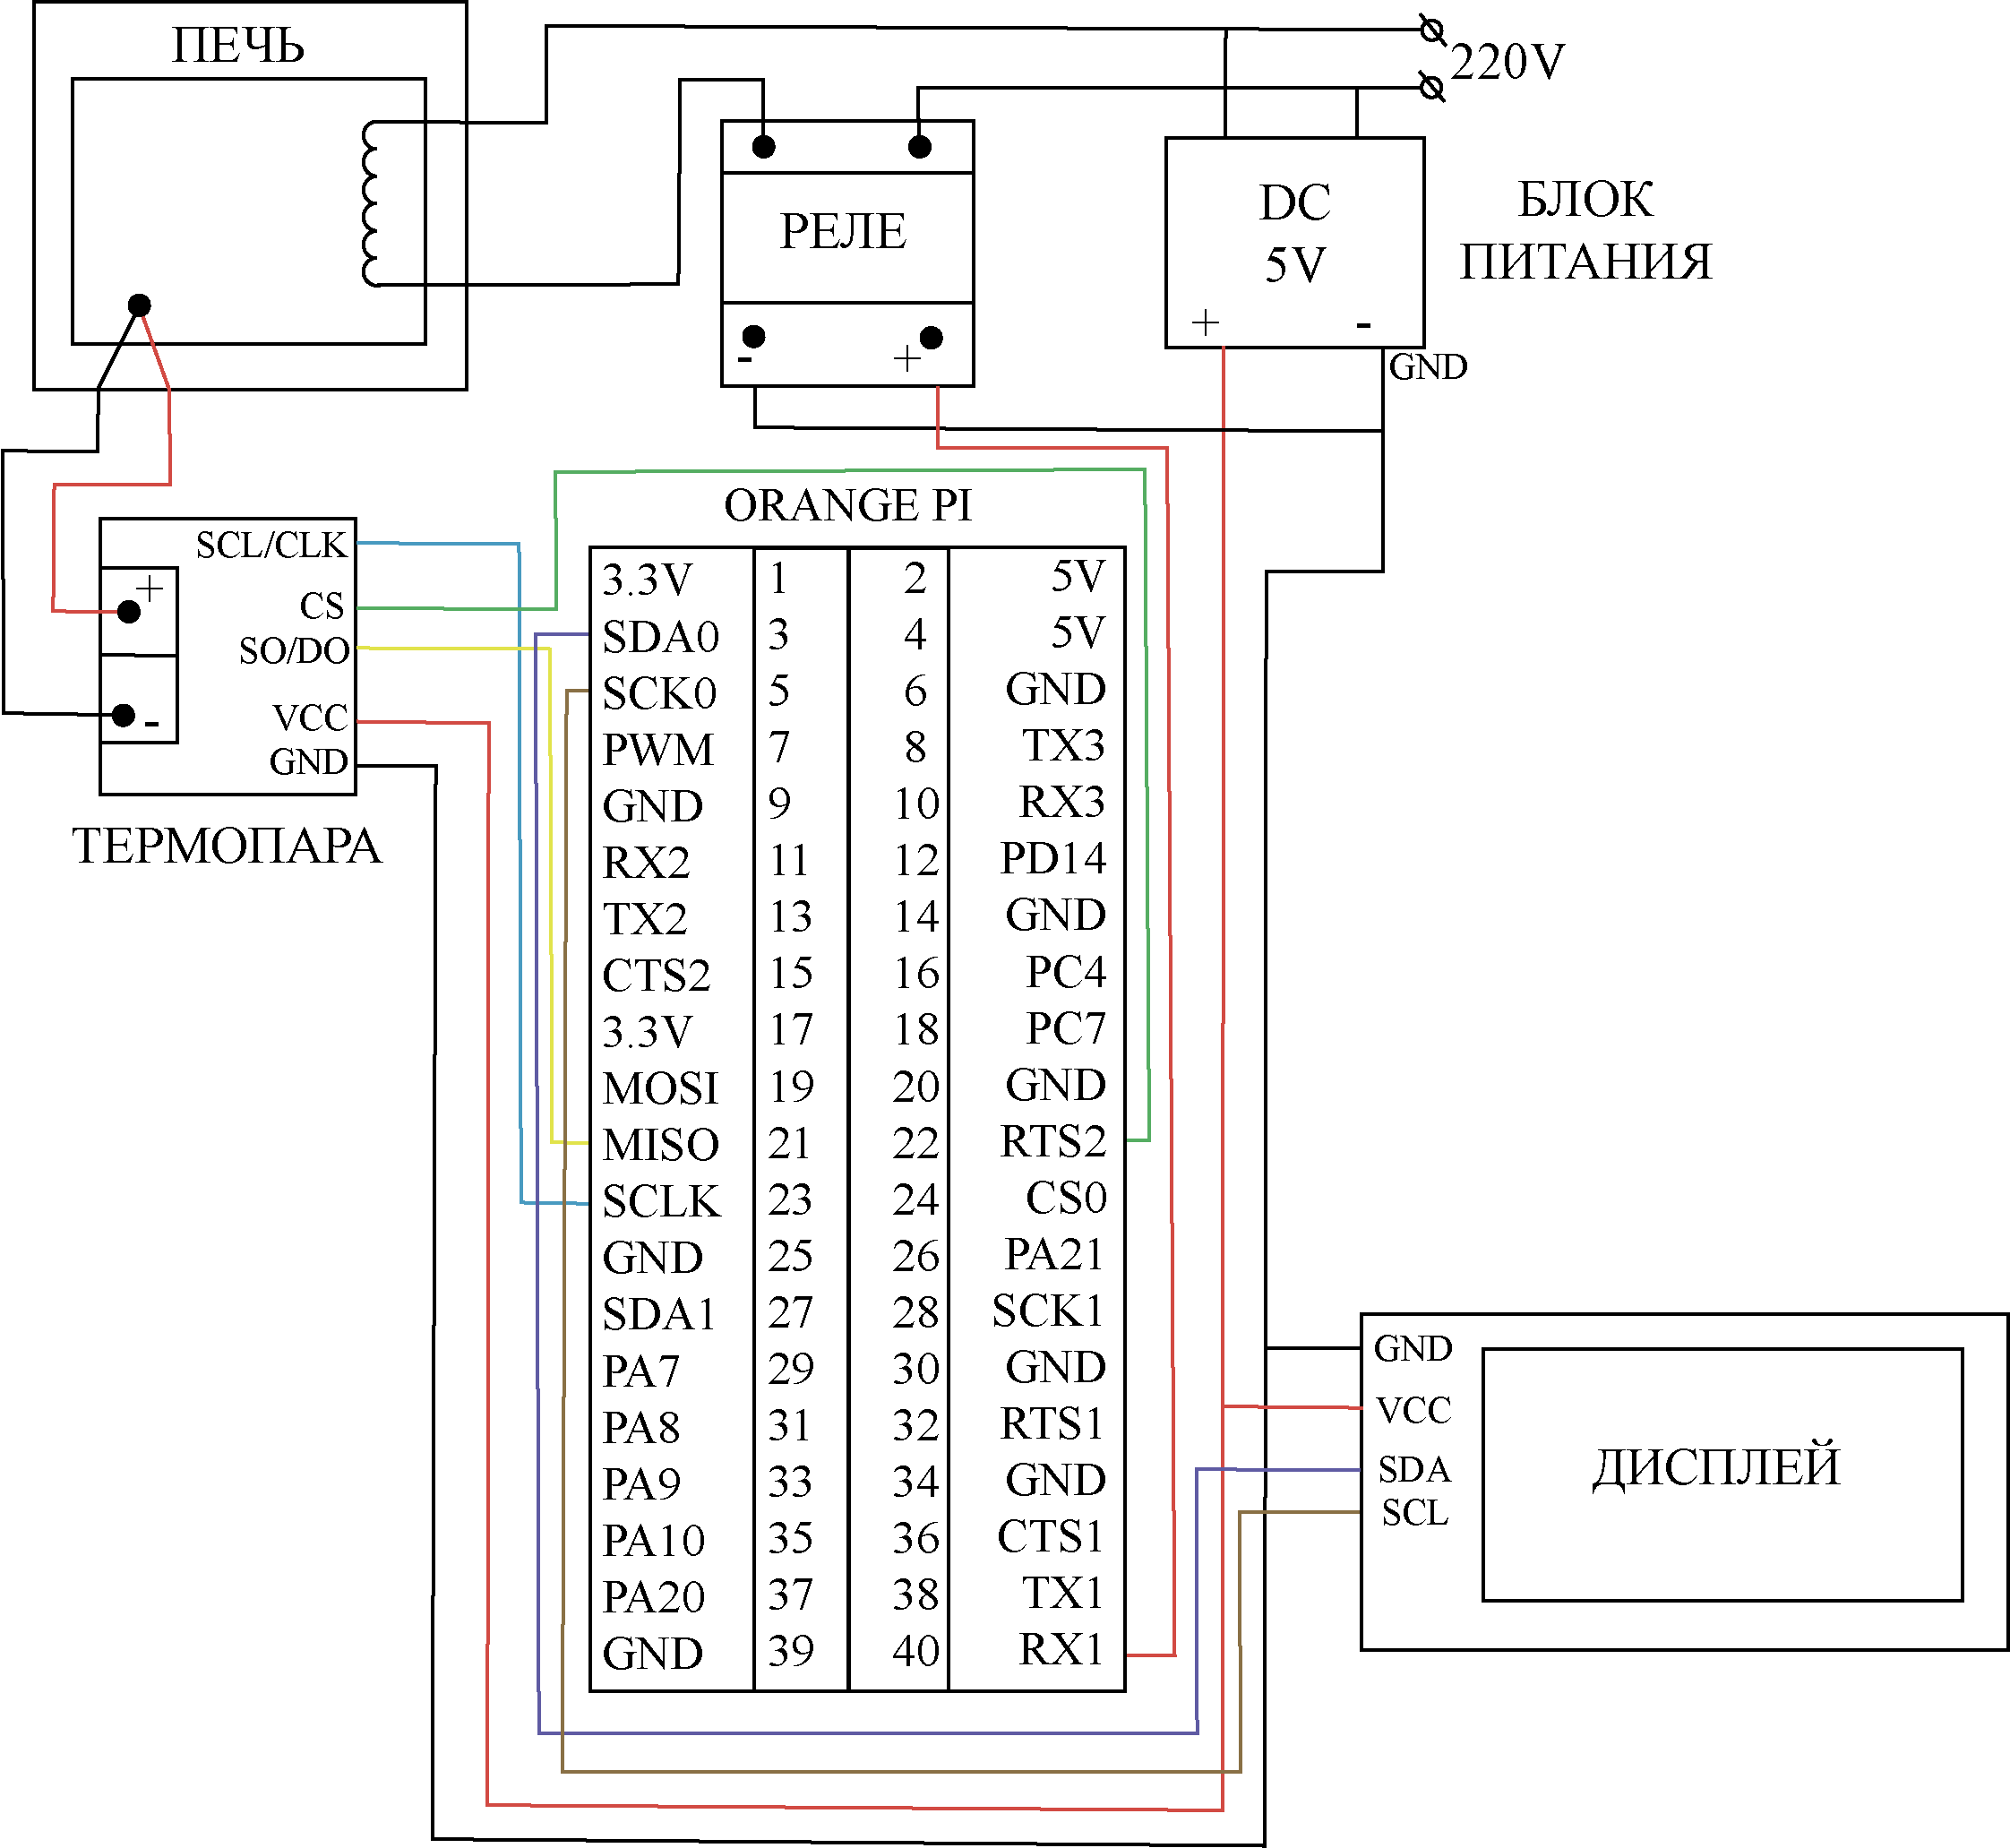 ПЕЧЬ
220V
РЕЛЕ
- +
DC
5V
+ -
GND
БЛОК
ПИТАНИЯ
SCL/CLK
CS
SO/DO
VCC
GND
+
-
ТЕРМОПАРА
ORANGE PI
3.3V 1 2 5V
SDA0 3 4 5V
SCK0 5 6 GND
PWM 7 8 TX3
GND 9 10 RX3
RX2 11 12 PD14
TX2 13 14 GND
CTS2 15 16 PC4
3.3V 17 18 PC7
MOSI 19 20 GND
MISO 21 22 RTS2
SCLK 23 24 CS0
GND 25 26 PA21
SDA1 27 28 SCK1
PA7 29 30 GND
PA8 31 32 RTS1
PA9 33 34 GND
PA10 35 36 CTS1
PA20 37 38 TX1
GND 39 40 RX1
GND
VCC
SDA
SCL
ДИСПЛЕЙ